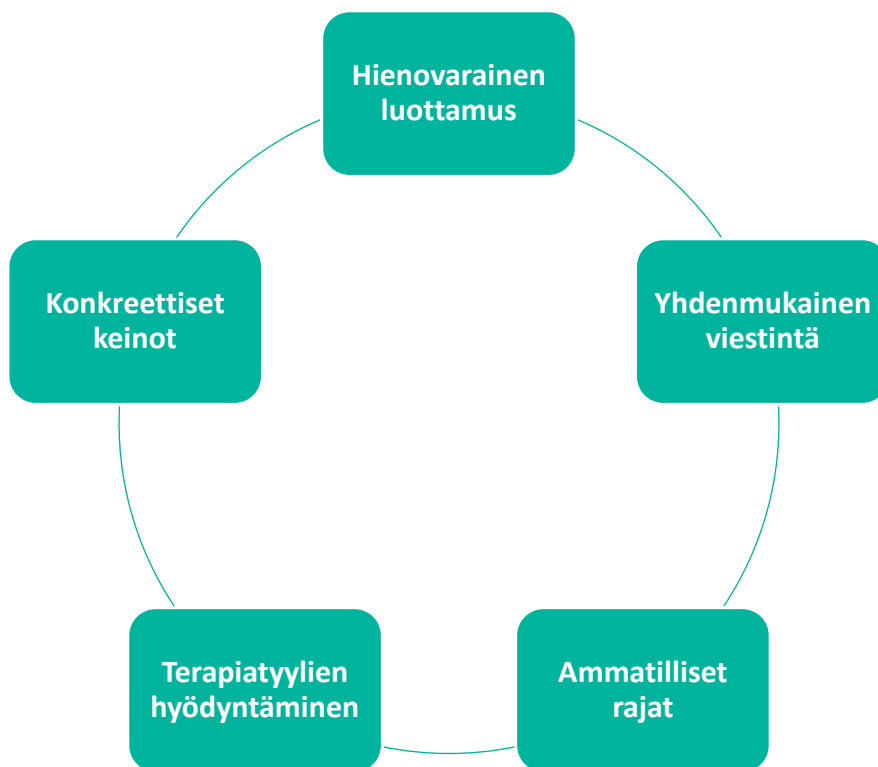 Hienovarainen
luottamus
Yhdenmukainen
viestintä
Ammatilliset
rajat
Terapiatyylien
hyödyntäminen
Konkreettiset
keinot